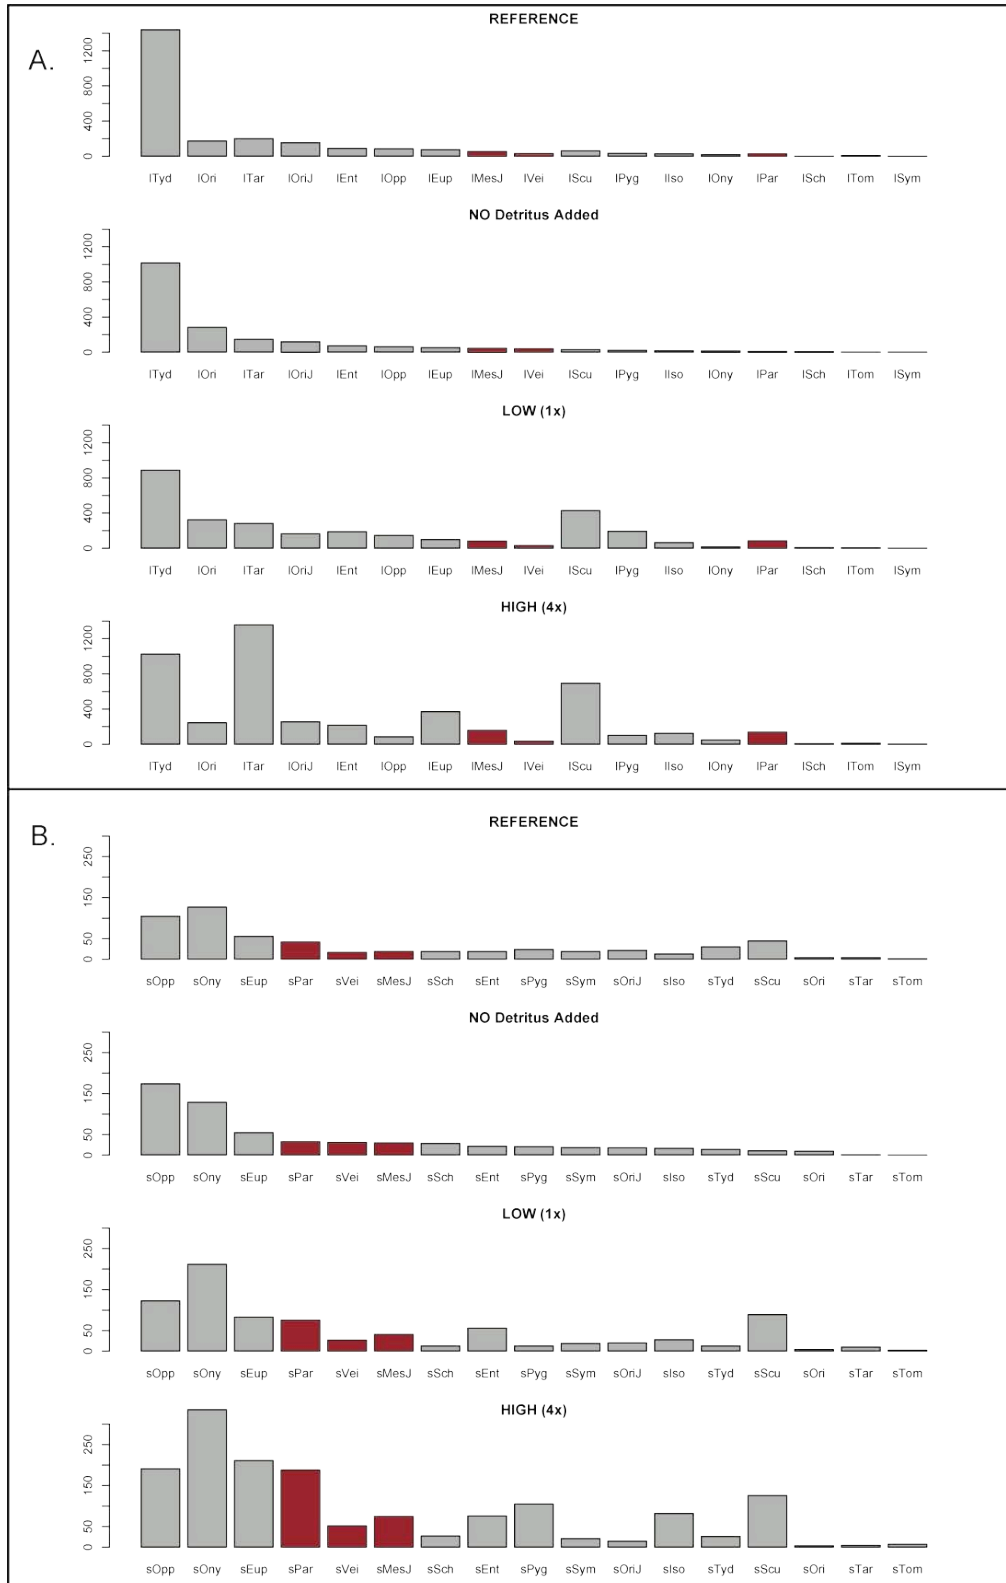 A.
REFERENCE
1200
800
400
0
lTyd lOri lTar lOriJ lEnt lOpp lEup lMesJ lVei lScu lPyg lIso lOny lPar lSch lTom lSym
NO Detritus Added
1200
800
400
0
lTyd lOri lTar lOriJ lEnt lOpp lEup lMesJ lVei lScu lPyg lIso lOny lPar lSch lTom lSym
LOW (1x)
1200
800
400
0
lTyd lOri lTar lOriJ lEnt lOpp lEup lMesJ lVei lScu lPyg lIso lOny lPar lSch lTom lSym
HIGH (4x)
1200
800
400
0
lTyd lOri lTar lOriJ lEnt lOpp lEup lMesJ lVei lScu lPyg lIso lOny lPar lSch lTom lSym
B.
REFERENCE
250
150
50
0
sOpp sOny sEup sPar sVei sMesJ sSch sEnt sPyg sSym sOriJ sIso sTyd sScu sOri sTar sTom
NO Detritus Added
250
150
50
0
sOpp sOny sEup sPar sVei sMesJ sSch sEnt sPyg sSym sOriJ sIso sTyd sScu sOri sTar sTom
LOW (1x)
250
150
50
0
sOpp sOny sEup sPar sVei sMesJ sSch sEnt sPyg sSym sOriJ sIso sTyd sScu sOri sTar sTom
HIGH (4x)
250
150
50
0
sOpp sOny sEup sPar sVei sMesJ sSch sEnt sPyg sSym sOriJ sIso sTyd sScu sOri sTar sTom